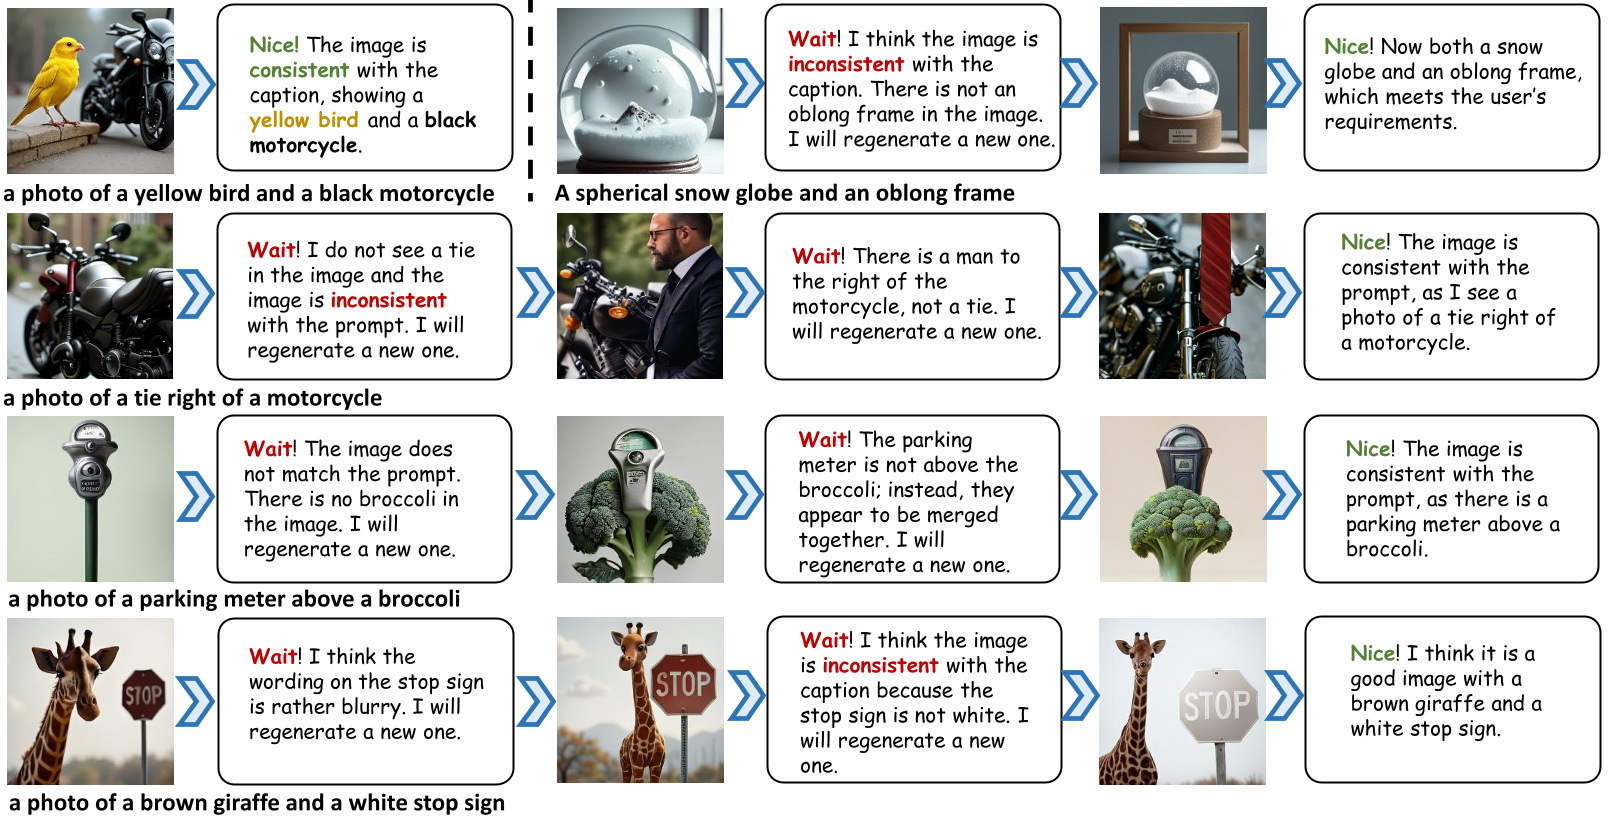 Nice! The image is
consistent with the
caption, showing a
yellow bird and a black
motorcycle.
a photo of a yellow bird and a black motorcycle
Wait! I think the image is
inconsistent with the
caption. There is not an
oblong frame in the image.
I will regenerate a new one.
Nice! Now both a snow
globe and an oblong frame,
which meets the user's
requirements.
A spherical snow globe and an oblong frame
Wait! I do not see a tie
in the image and the
image is inconsistent
with the prompt. I will
regenerate a new one.
Wait! There is a man to
the right of the
motorcycle, not a tie. I
will regenerate a new one.
Nice! The image is
consistent with the
prompt, as I see a
photo of a tie right of
a motorcycle.
a photo of a tie right of a motorcycle
Wait! The image does
not match the prompt.
There is no broccoli in
the image. I will
regenerate a new one.
Wait! The parking
meter is not above the
broccoli; instead, they
appear to be merged
together. I will
regenerate a new one.
Nice! The image is
consistent with the
prompt, as there is a
parking meter above a
broccoli.
a photo of a parking meter above a broccoli
STOP
Wait! I think the
wording on the stop sign
is rather blurry. I will
regenerate a new one.
STOP
Wait! I think the image
is inconsistent with the
caption because the
stop sign is not white. I
will regenerate a new
one.
STOP
Nice! I think it is a
good image with a
brown giraffe and a
white stop sign.
a photo of a brown giraffe and a white stop sign